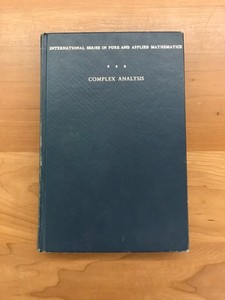 INTERNATIONAL SERIES IN PURE AND APPLIED MATHEMATICS
* * *
COMPLEX ANALYSIS